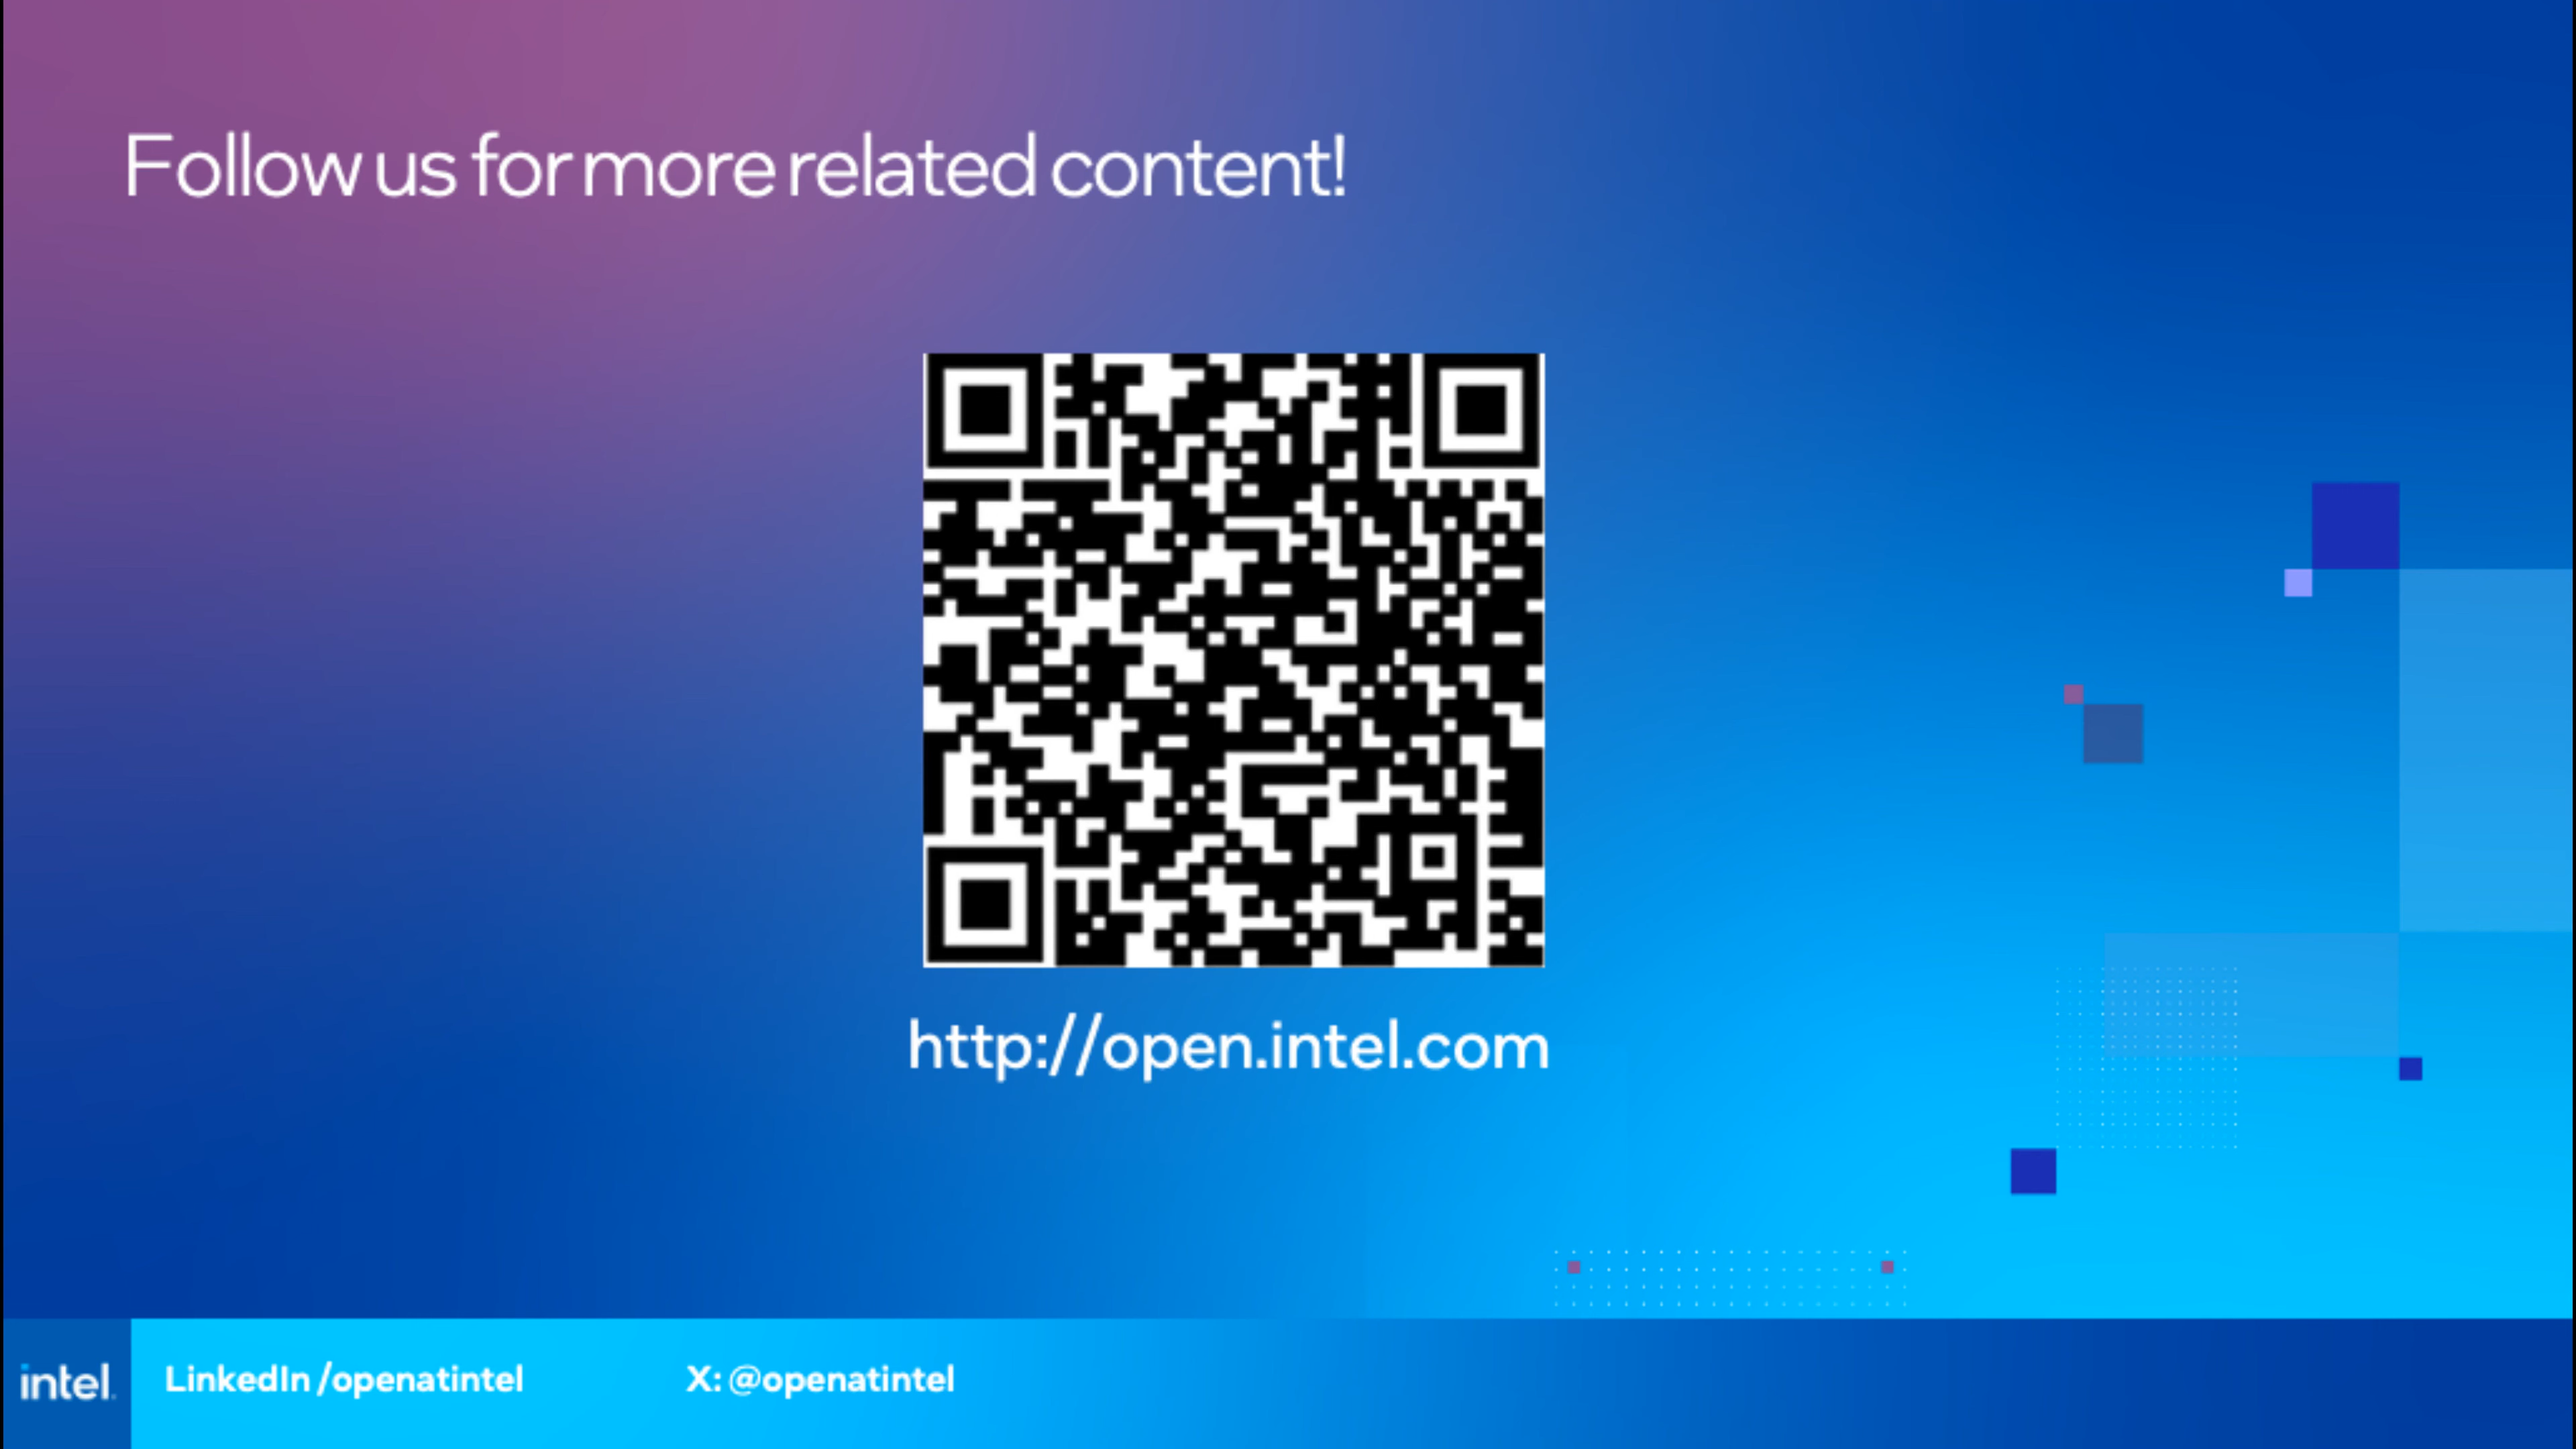 Follow us for more related content!
http://open.intel.com
intel.
LinkedIn /openatintel
X: @openatintel